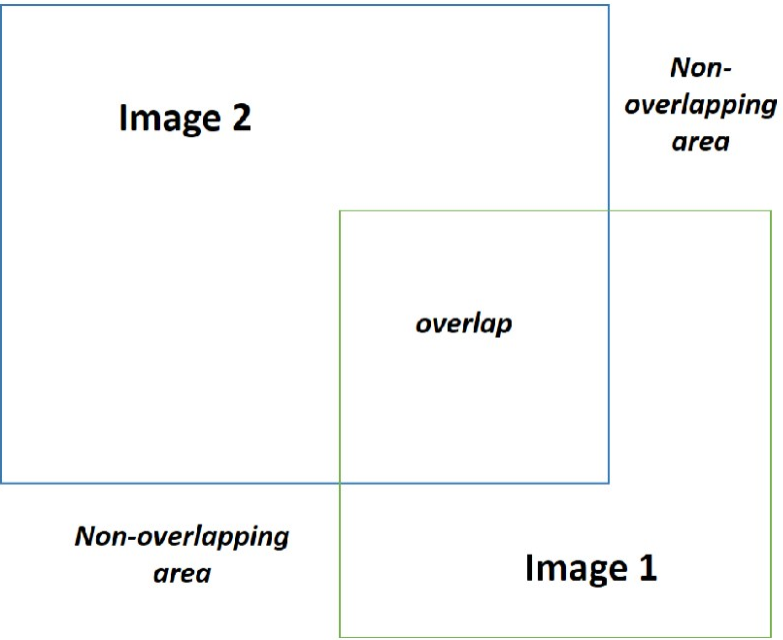 Non-
overlapping
area
Image 2
overlap
Non-overlapping
area
Image 1